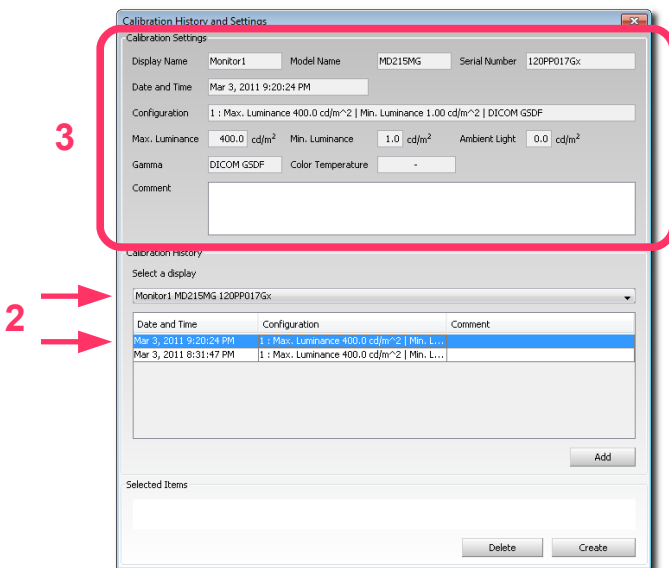 Calibration History and Settings
Calibration Settings
Display Name Monitor1 Model Name MD215MG Serial Number 120PP017Gx
Date and Time Mar 3, 2011 9:20:24 PM
Configuration 1 : Max. Luminance 400.0 cd/m^2 | Min. Luminance 1.00 cd/m^2 | DICOM GSDF
3
Max. Luminance 400.0 cd/m² Min. Luminance 1.0 cd/m² Ambient Light 0.0 cd/m²
Gamma DICOM GSDF Color Temperature -
Comment
Calibration History
Select a display
Monitor1 MD215MG 120PP017Gx
2
Date and Time Configuration Comment
Mar 3, 2011 9:20:24 PM 1 : Max. Luminance 400.0 cd/m^2 | Min. L...
Mar 3, 2011 8:31:47 PM 1 : Max. Luminance 400.0 cd/m^2 | Min. L...
Add
Selected Items
Delete Create